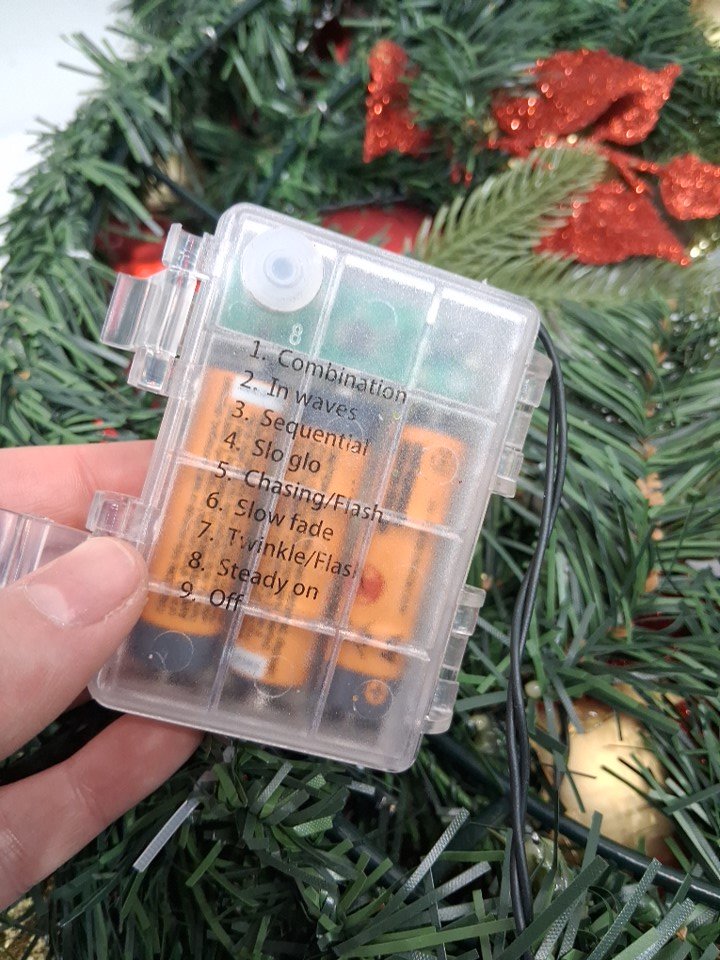 8
1. Combination
2. In waves
3. Sequential
4. Slo glo
5. Chasing/Flash
6. Slow fade
7. Twinkle/Flash
8. Steady on
9. Off